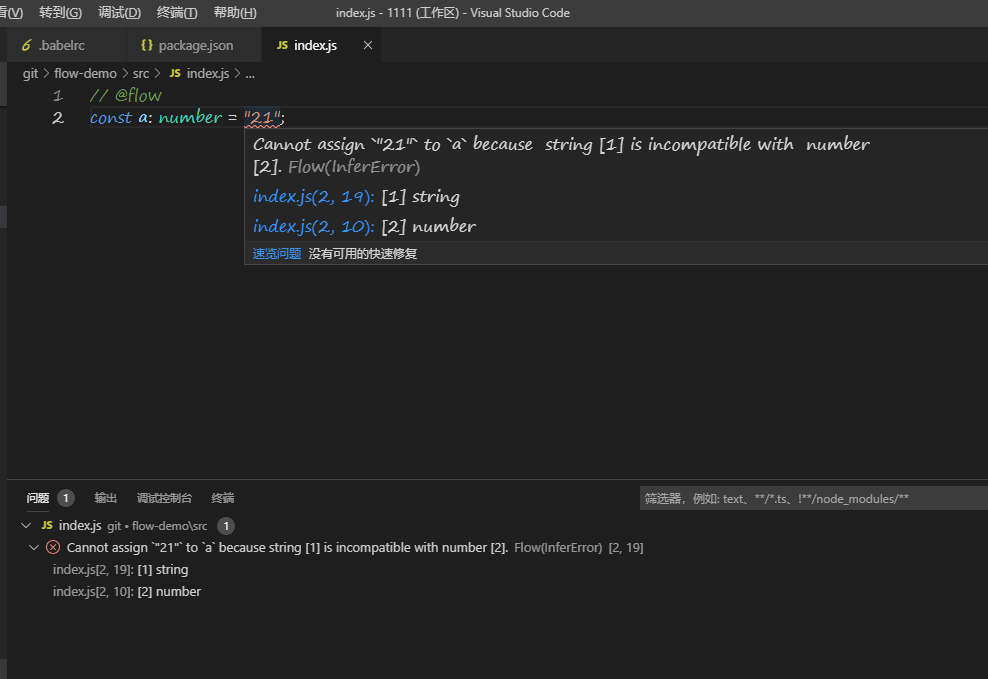 看(V) 转到(G) 调试(D) 终端(T) 帮助(H) index.js - 1111 (工作区) - Visual Studio Code
.babelrc {} package.json JS index.js ×
git > flow-demo > src > JS index.js > ...
1 // @flow
2 const a: number = "21";
Cannot assign `"21"` to `a` because string [1] is incompatible with number
[2]. Flow(InferError)
index.js(2, 19): [1] string
index.js(2, 10): [2] number
速览问题 没有可用的快速修复
问题 1 输出 调试控制台 终端 筛选器，例如: text、**/*.ts、!**/node_modules/**
JS index.js git • flow-demo\src 1
Cannot assign `"21"` to `a` because string [1] is incompatible with number [2]. Flow(InferError) [2, 19]
index.js[2, 19]: [1] string
index.js[2, 10]: [2] number